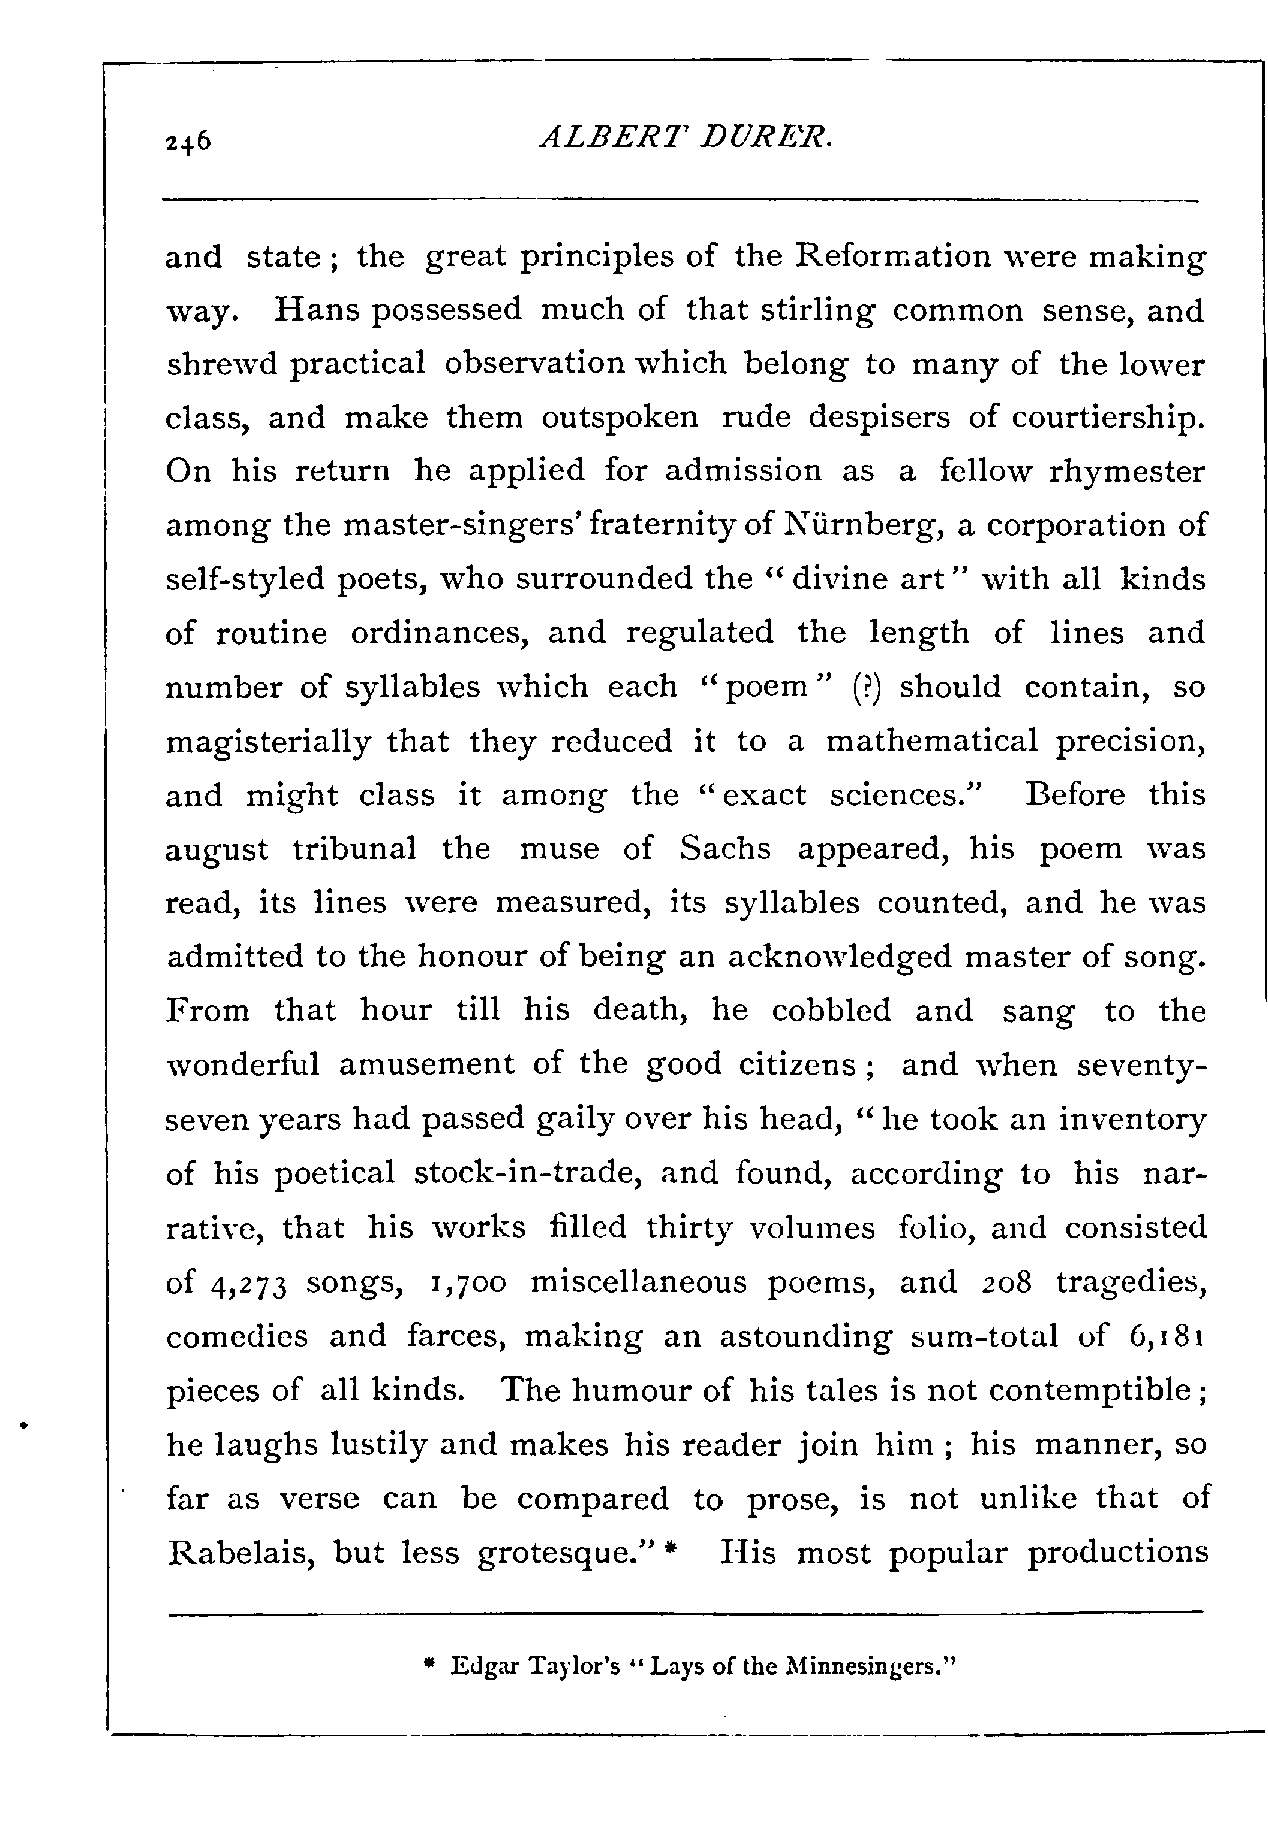 246 ALBERT DURER.
and state ; the great principles of the Reformation were making
way. Hans possessed much of that stirling common sense, and
shrewd practical observation which belong to many of the lower
class, and make them outspoken rude despisers of courtiership.
On his return he applied for admission as a fellow rhymester
among the master-singers' fraternity of Nürnberg, a corporation of
self-styled poets, who surrounded the “ divine art ” with all kinds
of routine ordinances, and regulated the length of lines and
number of syllables which each “ poem ” (?) should contain, so
magisterially that they reduced it to a mathematical precision,
and might class it among the “ exact sciences.” Before this
august tribunal the muse of Sachs appeared, his poem was
read, its lines were measured, its syllables counted, and he was
admitted to the honour of being an acknowledged master of song.
From that hour till his death, he cobbled and sang to the
wonderful amusement of the good citizens ; and when seventy-
seven years had passed gaily over his head, “ he took an inventory
of his poetical stock-in-trade, and found, according to his nar-
rative, that his works filled thirty volumes folio, and consisted
of 4,273 songs, 1,700 miscellaneous poems, and 208 tragedies,
comedies and farces, making an astounding sum-total of 6,181
pieces of all kinds. The humour of his tales is not contemptible ;
he laughs lustily and makes his reader join him ; his manner, so
far as verse can be compared to prose, is not unlike that of
Rabelais, but less grotesque.” * His most popular productions
* Edgar Taylor's “ Lays of the Minnesingers.”